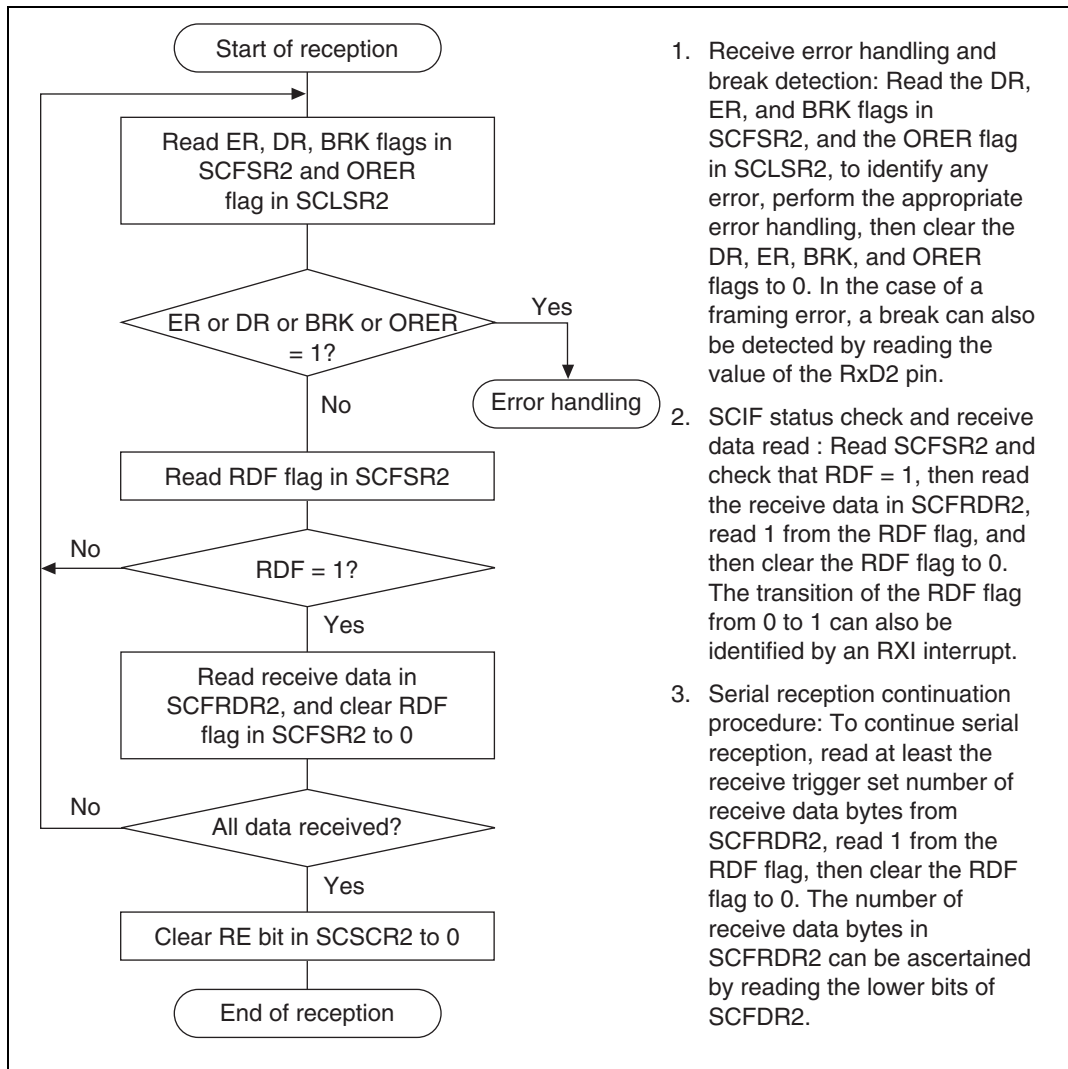 Start of reception
Read ER, DR, BRK flags in
SCFSR2 and ORER
flag in SCLSR2
ER or DR or BRK or ORER
= 1?
Yes
Error handling
No
Read RDF flag in SCFSR2
No
RDF = 1?
Yes
Read receive data in
SCFRDR2, and clear RDF
flag in SCFSR2 to 0
No
All data received?
Yes
Clear RE bit in SCSCR2 to 0
End of reception
1. Receive error handling and
break detection: Read the DR,
ER, and BRK flags in
SCFSR2, and the ORER flag
in SCLSR2, to identify any
error, perform the appropriate
error handling, then clear the
DR, ER, BRK, and ORER
flags to 0. In the case of a
framing error, a break can also
be detected by reading the
value of the RxD2 pin.
2. SCIF status check and receive
data read : Read SCFSR2 and
check that RDF = 1, then read
the receive data in SCFRDR2,
read 1 from the RDF flag, and
then clear the RDF flag to 0.
The transition of the RDF flag
from 0 to 1 can also be
identified by an RXI interrupt.
3. Serial reception continuation
procedure: To continue serial
reception, read at least the
receive trigger set number of
receive data bytes from
SCFRDR2, read 1 from the
RDF flag, then clear the RDF
flag to 0. The number of
receive data bytes in
SCFRDR2 can be ascertained
by reading the lower bits of
SCFDR2.